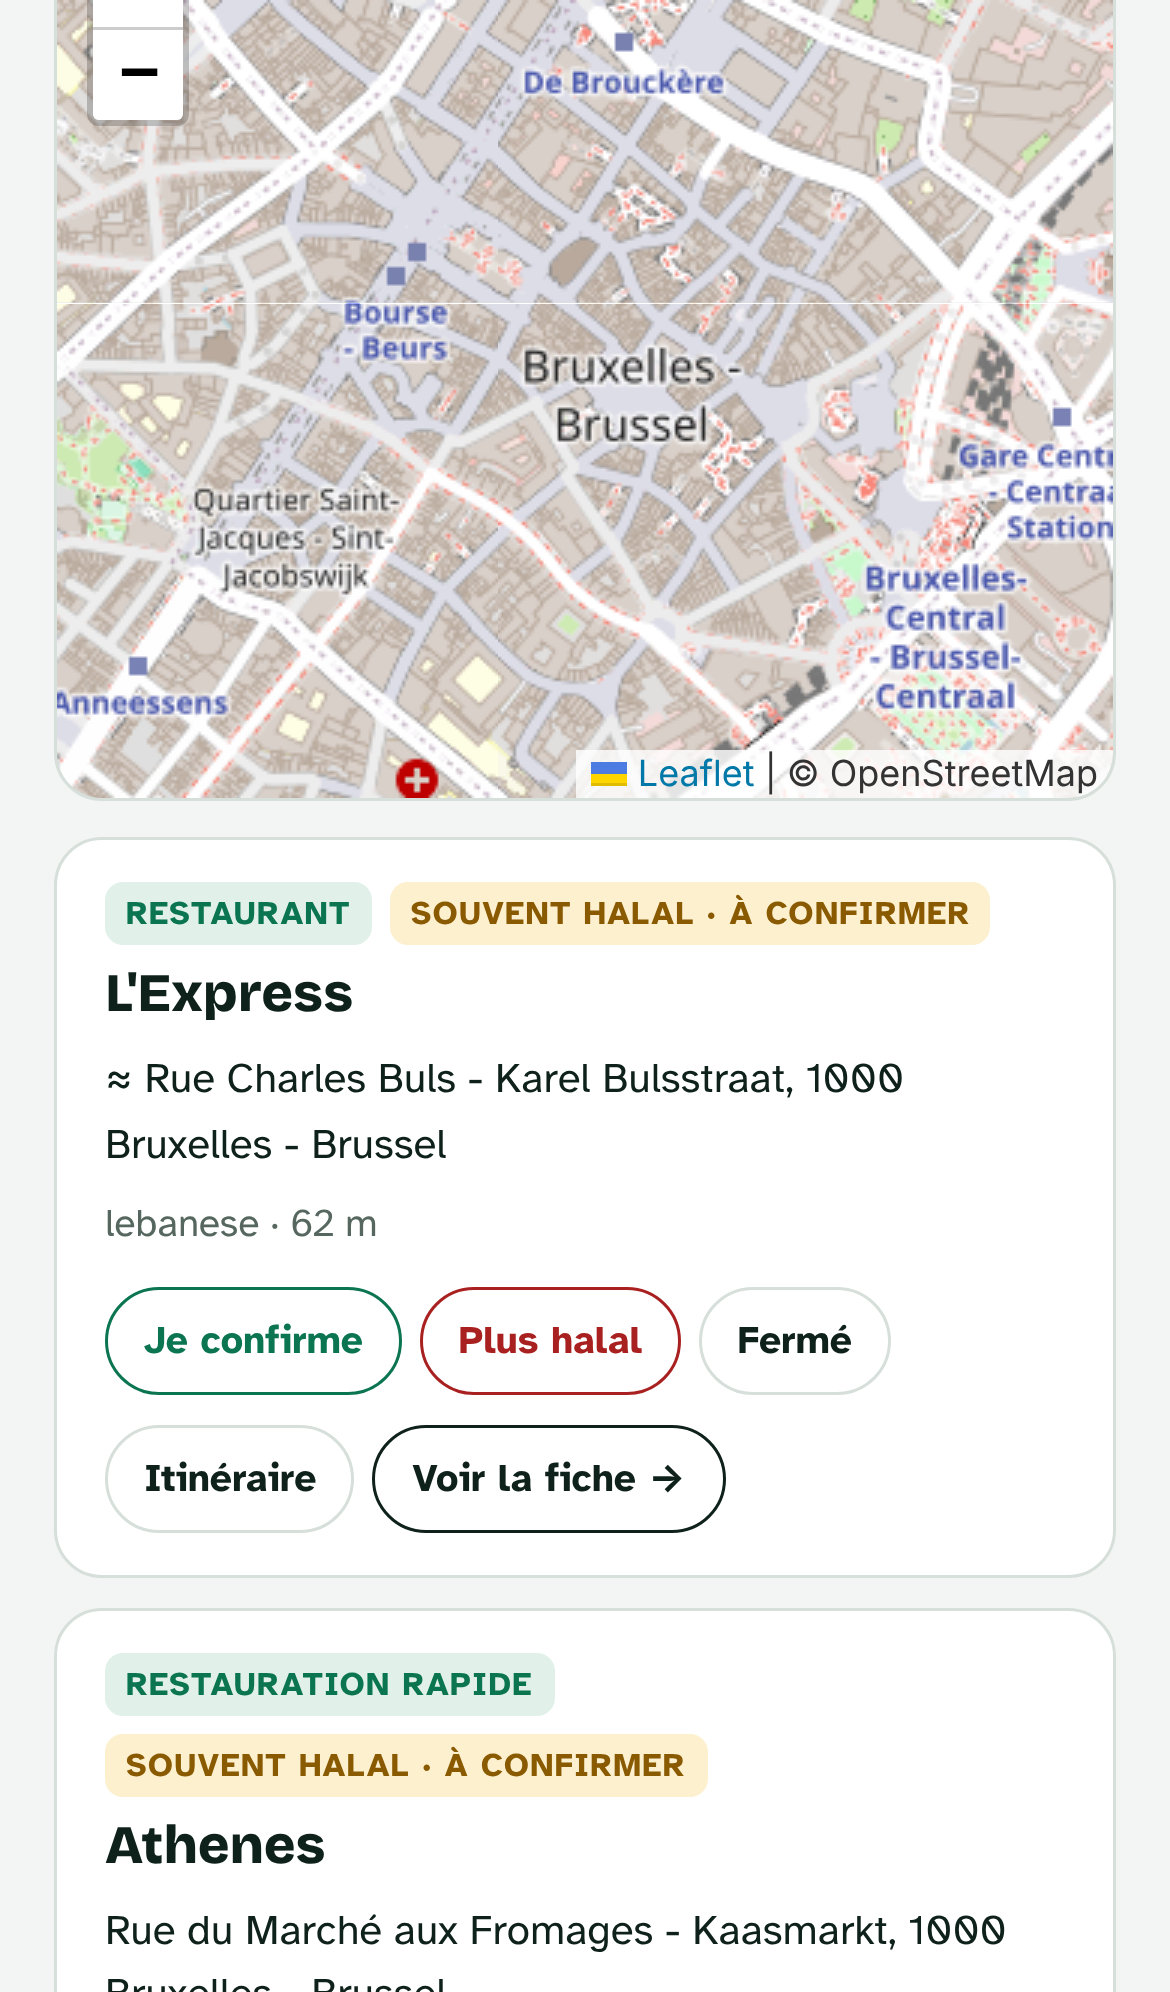 −
De Brouckère
Bourse
- Beurs
Bruxelles -
Brussel
Gare Centr
- Centraa
Station
Quartier Saint-
Jacques - Sint-
Jacobswijk
Bruxelles-
Central
- Brussel-
Centraal
Anneessens
Leaflet | © OpenStreetMap
RESTAURANT SOUVENT HALAL · À CONFIRMER
L'Express
≈ Rue Charles Buls - Karel Bulsstraat, 1000
Bruxelles - Brussel
lebanese · 62 m
Je confirme Plus halal Fermé
Itinéraire Voir la fiche →
RESTAURATION RAPIDE
SOUVENT HALAL · À CONFIRMER
Athenes
Rue du Marché aux Fromages - Kaasmarkt, 1000
Bruxelles - Brussel